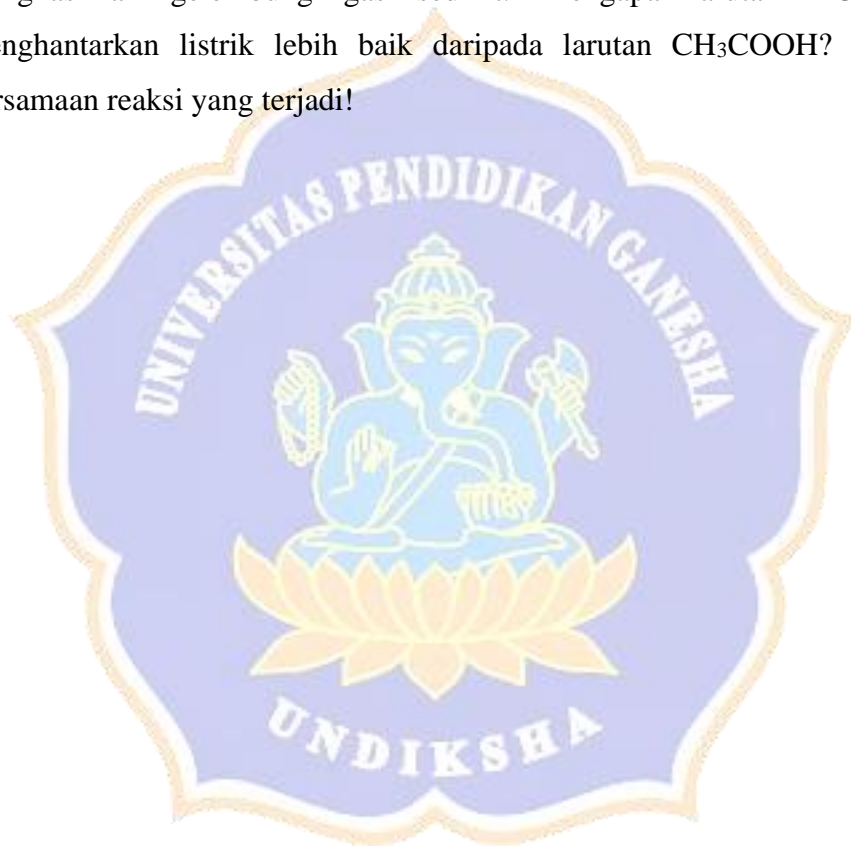 menghantarkan listrik lebih baik daripada larutan CH₃COOH?
persamaan reaksi yang terjadi!
UNIVERSITAS PENDIDIKAN GANESHA
UNDIKSHA